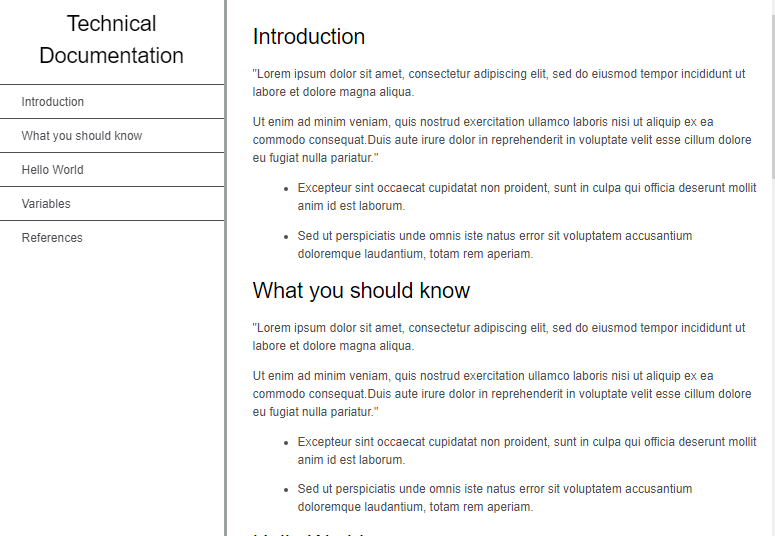 Technical
Documentation
Introduction
What you should know
Hello World
Variables
References
Introduction
"Lorem ipsum dolor sit amet, consectetur adipiscing elit, sed do eiusmod tempor incididunt ut
labore et dolore magna aliqua.
Ut enim ad minim veniam, quis nostrud exercitation ullamco laboris nisi ut aliquip ex ea
commodo consequat.Duis aute irure dolor in reprehenderit in voluptate velit esse cillum dolore
eu fugiat nulla pariatur."
• Excepteur sint occaecat cupidatat non proident, sunt in culpa qui officia deserunt mollit
anim id est laborum.
• Sed ut perspiciatis unde omnis iste natus error sit voluptatem accusantium
doloremque laudantium, totam rem aperiam.
What you should know
"Lorem ipsum dolor sit amet, consectetur adipiscing elit, sed do eiusmod tempor incididunt ut
labore et dolore magna aliqua.
Ut enim ad minim veniam, quis nostrud exercitation ullamco laboris nisi ut aliquip ex ea
commodo consequat.Duis aute irure dolor in reprehenderit in voluptate velit esse cillum dolore
eu fugiat nulla pariatur."
• Excepteur sint occaecat cupidatat non proident, sunt in culpa qui officia deserunt mollit
anim id est laborum.
• Sed ut perspiciatis unde omnis iste natus error sit voluptatem accusantium
doloremque laudantium, totam rem aperiam.